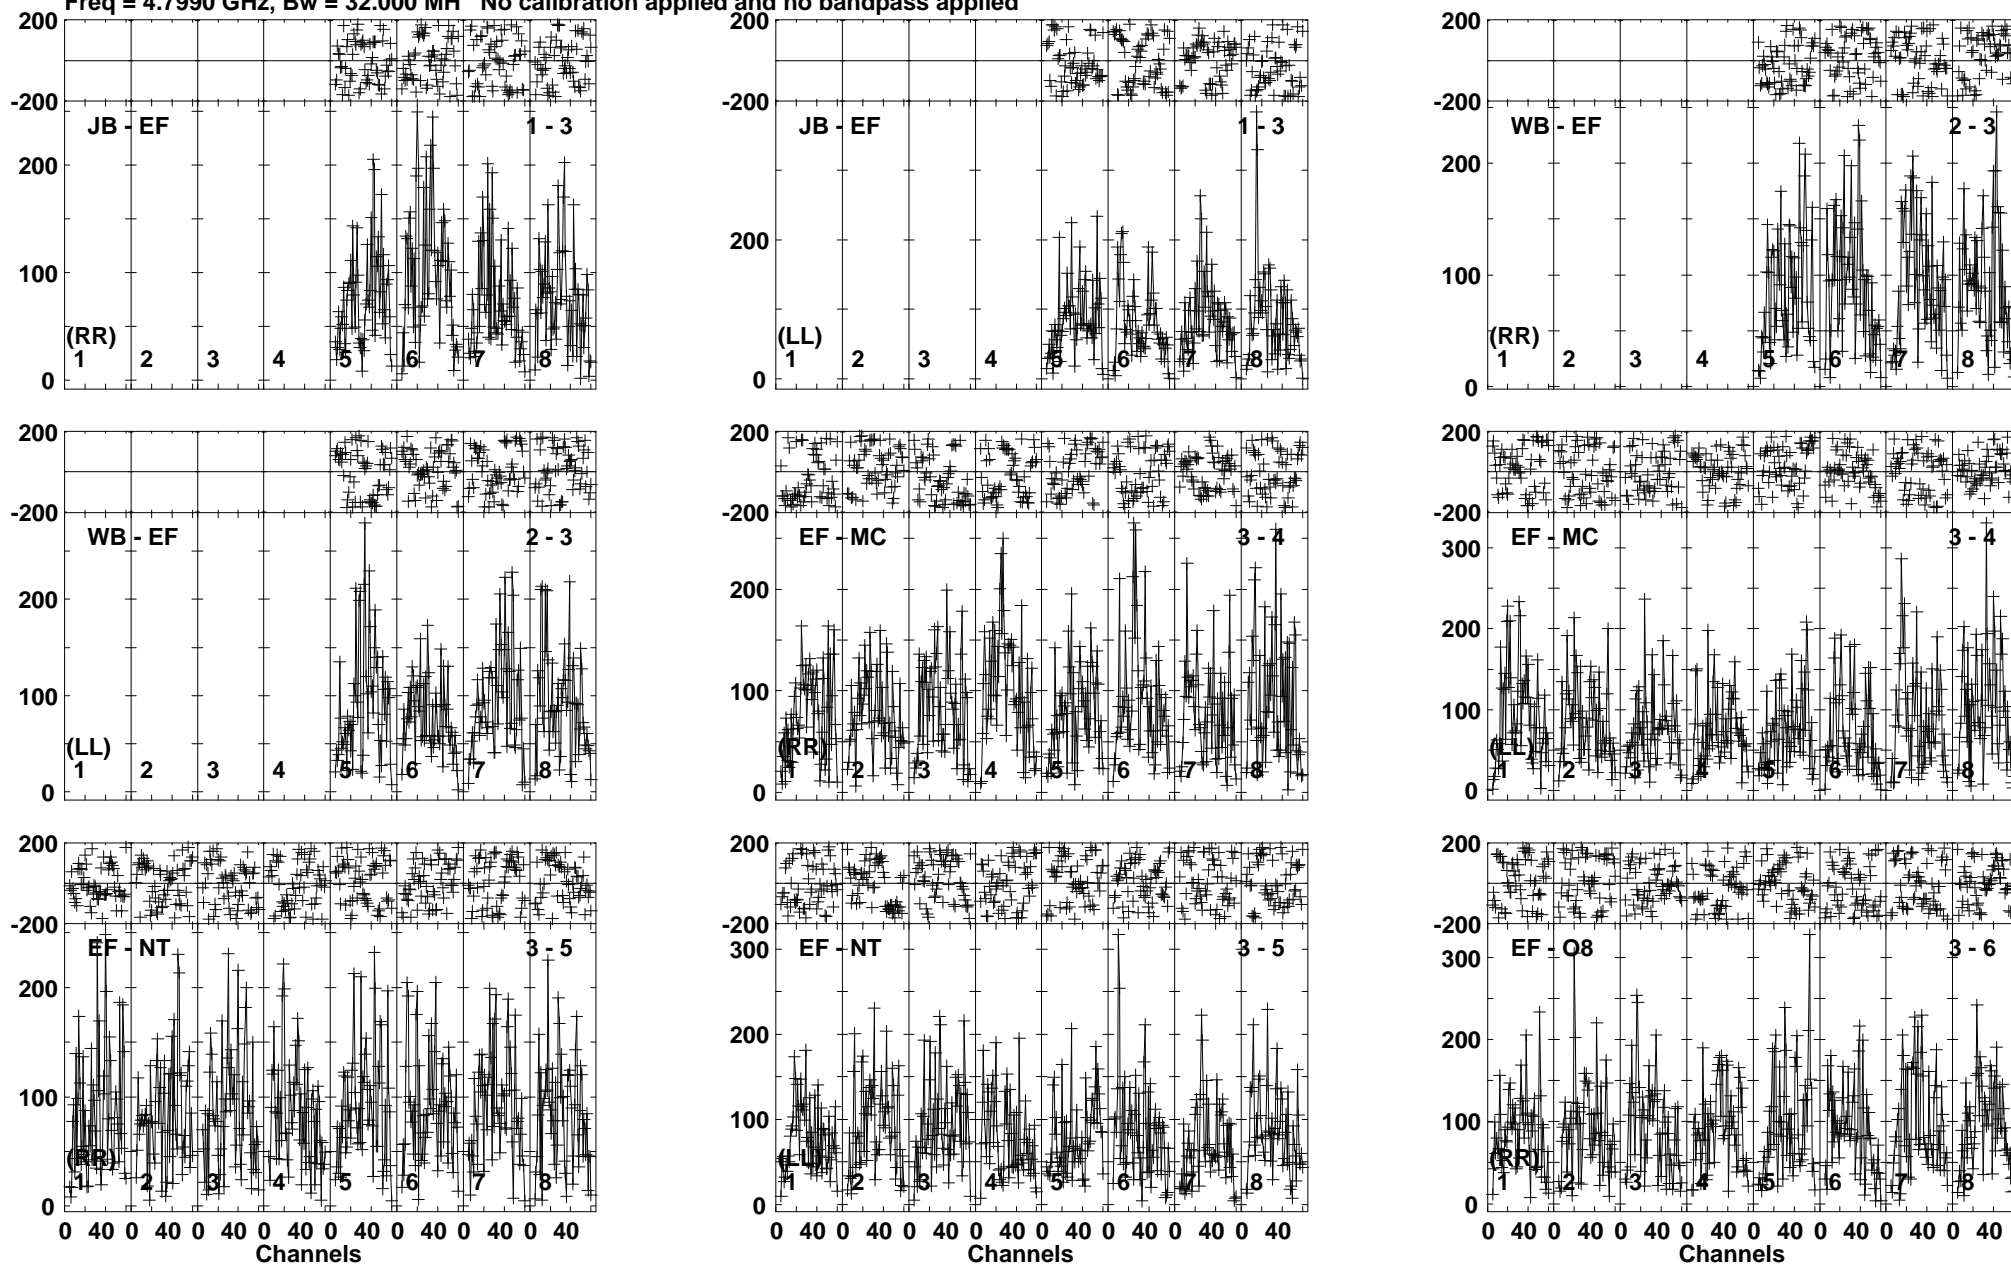 Freq = 4.7990 GHz, Bw = 32.000 MH No calibration applied and no bandpass applied
200 200 200
-200 -200 -200
JB - EF 1 - 3 JB - EF 1 - 3 WB - EF 2 - 3
200 200 200
100 100
(RR) (LL) (RR)
1 2 3 4 5 6 7 8 1 2 3 4 5 6 7 8 1 2 3 4 5 6 7 8
0 0 0
200 200 200
-200 -200 -200
WB - EF 2 - 3 EF - MC 3 - 4 EF - MC 3 - 4
300
200 200 200
100 100 100
(LL) (RR) (LL)
1 2 3 4 5 6 7 8 1 2 3 4 5 6 7 8 1 2 3 4 5 6 7 8
0 0 0
200 200 200
-200 -200 -200
EF - NT 3 - 5 EF - NT 3 - 5 EF - O8 3 - 6
300 300
200 200 200
100 100 100
(RR) (LL) (RR)
1 2 3 4 5 6 7 8 1 2 3 4 5 6 7 8 1 2 3 4 5 6 7 8
0 0 0
0 40 0 40 0 40 0 40 0 40 0 40 0 40 0 40 0 40 0 40 0 40 0 40 0 40 0 40 0 40 0 40 0 40 0 40 0 40 0 40 0 40 0 40 0 40 0 40
Channels Channels Channels